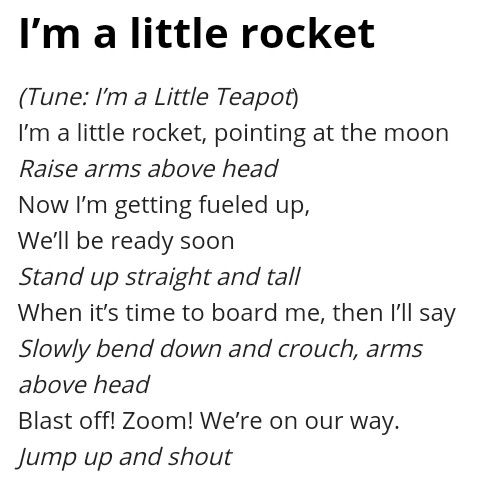 I’m a little rocket
(Tune: I’m a Little Teapot)
I’m a little rocket, pointing at the moon
Raise arms above head
Now I’m getting fueled up,
We’ll be ready soon
Stand up straight and tall
When it’s time to board me, then I’ll say
Slowly bend down and crouch, arms
above head
Blast off! Zoom! We’re on our way.
Jump up and shout